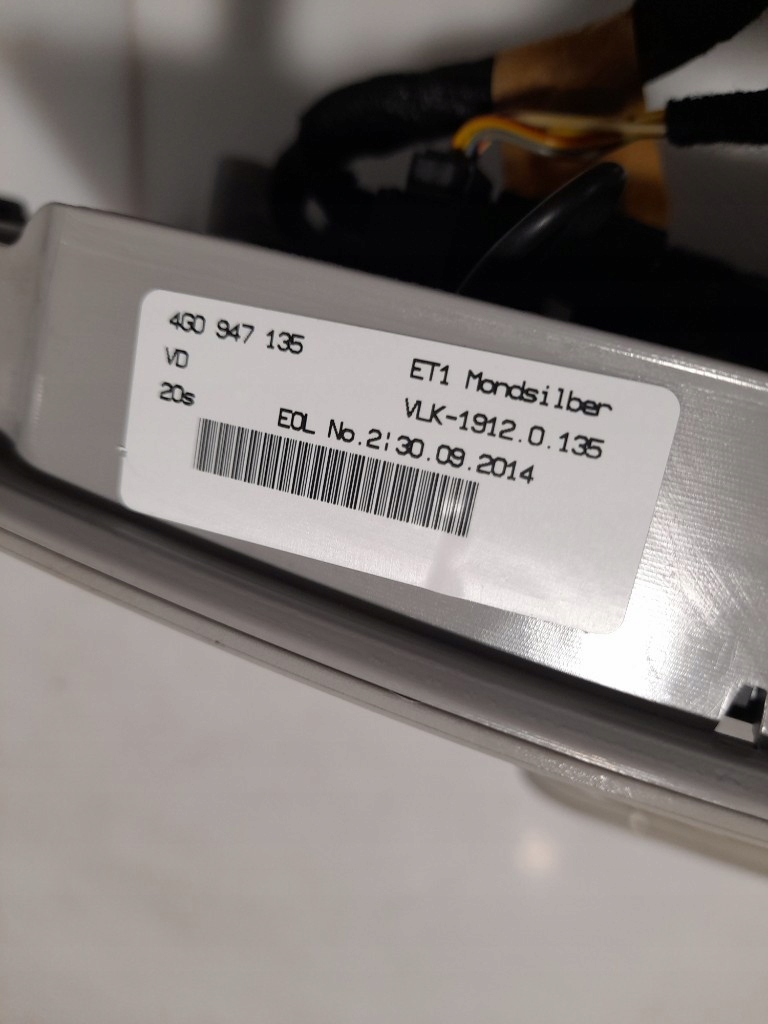 4G0 947 135
VD
20s
ET1 Mondsilber
VLK-1912.0.135
EOL No.2:30.09.2014